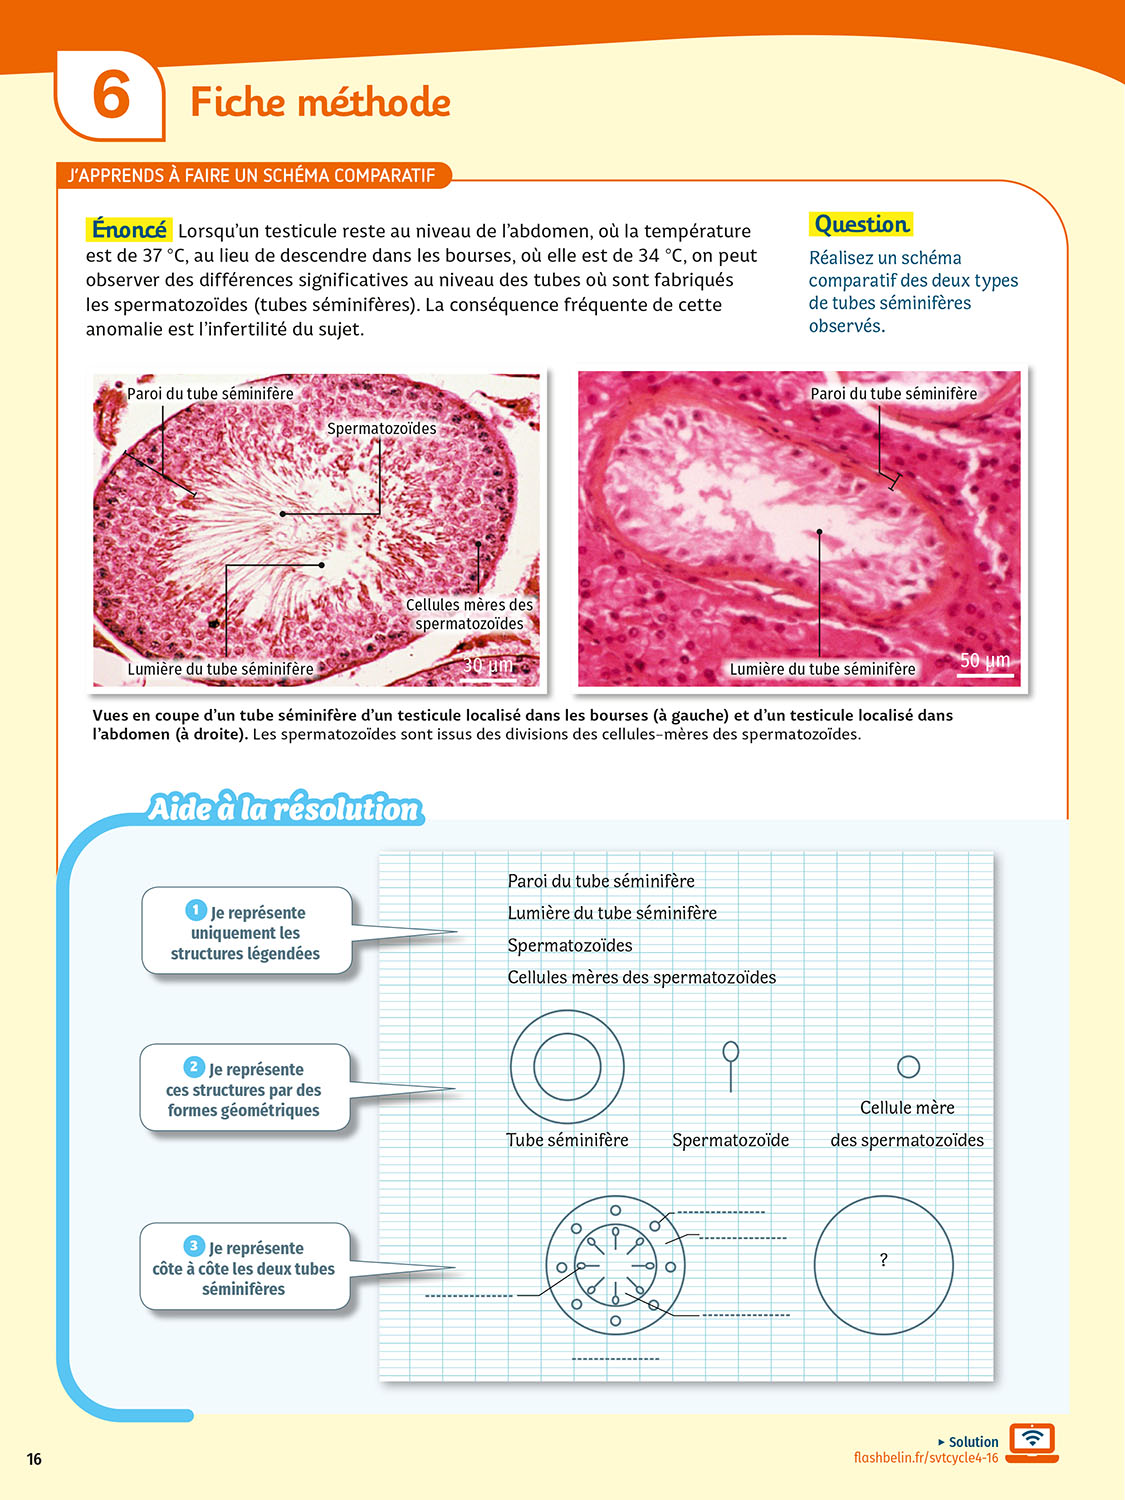 6
Fiche méthode
J'APPRENDS À FAIRE UN SCHÉMA COMPARATIF
Énoncé Lorsqu'un testicule reste au niveau de l'abdomen, où la température
est de 37 °C, au lieu de descendre dans les bourses, où elle est de 34 °C, on peut
observer des différences significatives au niveau des tubes où sont fabriqués
les spermatozoïdes (tubes séminifères). La conséquence fréquente de cette
anomalie est l'infertilité du sujet.
Question
Réalisez un schéma
comparatif des deux types
de tubes séminifères
observés.
Paroi du tube séminifère
Spermatozoïdes
Cellules mères des
spermatozoïdes
Lumière du tube séminifère
30 µm
Paroi du tube séminifère
Lumière du tube séminifère
50 µm
Vues en coupe d'un tube séminifère d'un testicule localisé dans les bourses (à gauche) et d'un testicule localisé dans
l'abdomen (à droite). Les spermatozoïdes sont issus des divisions des cellules-mères des spermatozoïdes.
Aide à la résolution
1 Je représente
uniquement les
structures légendées
Paroi du tube séminifère
Lumière du tube séminifère
Spermatozoïdes
Cellules mères des spermatozoïdes
2 Je représente
ces structures par des
formes géométriques
Tube séminifère
Spermatozoïde
Cellule mère
des spermatozoïdes
3 Je représente
côte à côte les deux tubes
séminifères
?
16
▸ Solution
flashbelin.fr/svtcycle4-16